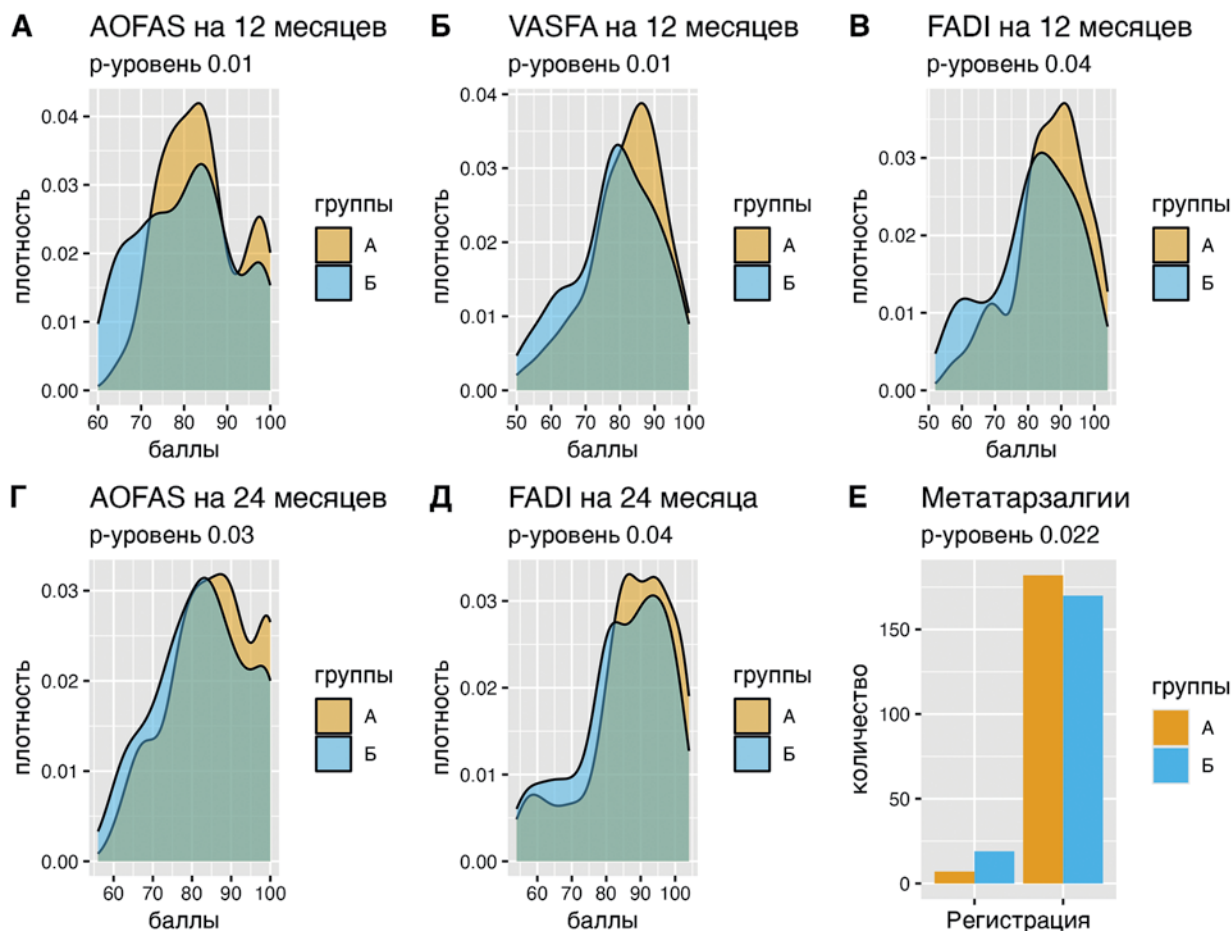 А AOFAS на 12 месяцев
р-уровень 0.01
0.04
0.03
0.02
0.01
0.00
плотность
60 70 80 90 100
баллы
группы
А
Б
Б VASFA на 12 месяцев
р-уровень 0.01
0.04
0.03
0.02
0.01
0.00
плотность
50 60 70 80 90 100
баллы
группы
А
Б
В FADI на 12 месяцев
р-уровень 0.04
0.03
0.02
0.01
0.00
плотность
50 60 70 80 90 100
баллы
группы
А
Б
Г AOFAS на 24 месяцев
р-уровень 0.03
0.03
0.02
0.01
0.00
плотность
60 70 80 90 100
баллы
группы
А
Б
Д FADI на 24 месяца
р-уровень 0.04
0.03
0.02
0.01
0.00
плотность
60 70 80 90 100
баллы
группы
А
Б
Е Метатарзалгии
р-уровень 0.022
150
100
50
0
количество
Регистрация
группы
А
Б